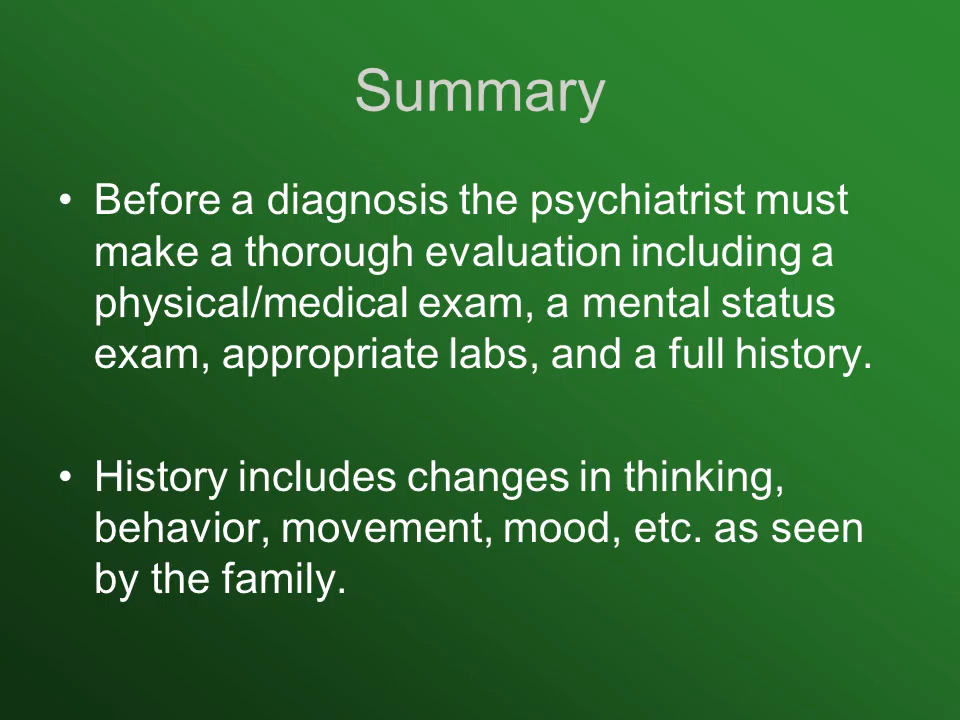 Summary
• Before a diagnosis the psychiatrist must
make a thorough evaluation including a
physical/medical exam, a mental status
exam, appropriate labs, and a full history.
• History includes changes in thinking,
behavior, movement, mood, etc. as seen
by the family.